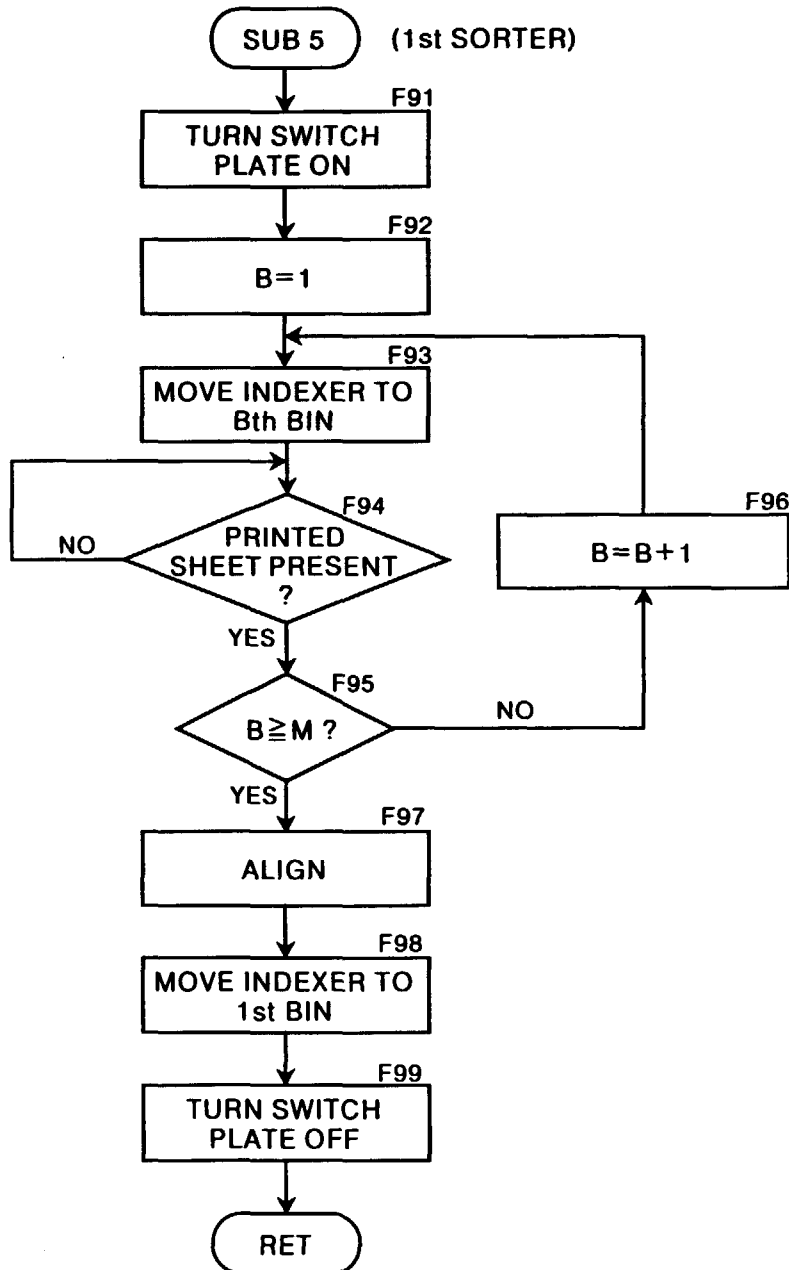 SUB 5 (1st SORTER)
F91
TURN SWITCH
PLATE ON
F92
B=1
F93
MOVE INDEXER TO
Bth BIN
F94
PRINTED
SHEET PRESENT
?
NO
YES
F96
B=B+1
F95
B≧M ?
NO
YES
F97
ALIGN
F98
MOVE INDEXER TO
1st BIN
F99
TURN SWITCH
PLATE OFF
RET